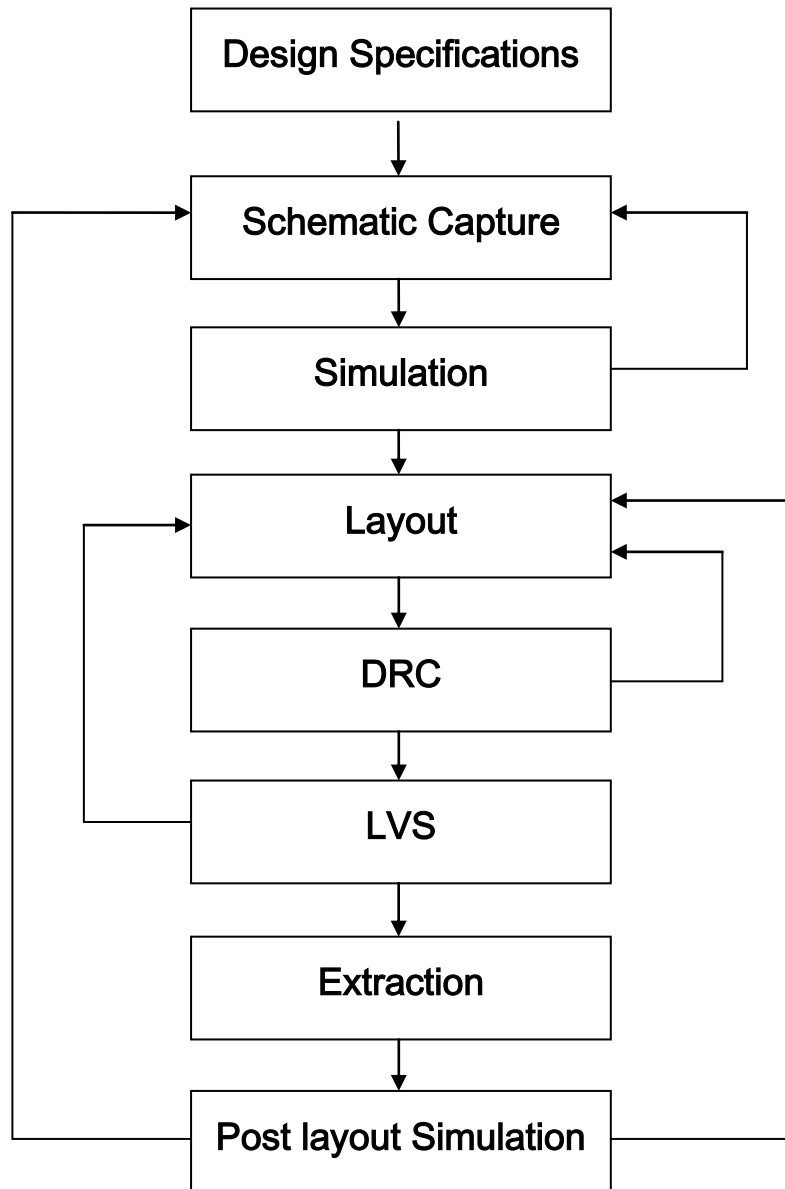 Design Specifications
Schematic Capture
Simulation
Layout
DRC
LVS
Extraction
Post layout Simulation